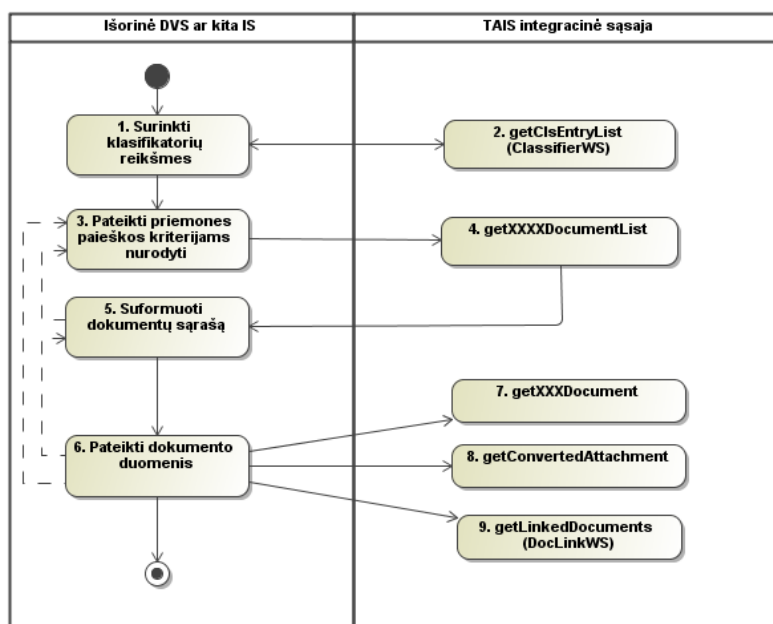 Išorinė DVS ar kita IS
TAIS integracinė sąsaja
1. Surinkti
klasifikatorių
reikšmes
2. getClsEntryList
(ClassifierWS)
3. Pateikti priemones
paieškos kriterijams
nurodyti
4. getXXXXDocumentList
5. Suformuoti
dokumentų sąrašą
7. getXXXDocument
6. Pateikti dokumento
duomenis
8. getConvertedAttachment
9. getLinkedDocuments
(DocLinkWS)